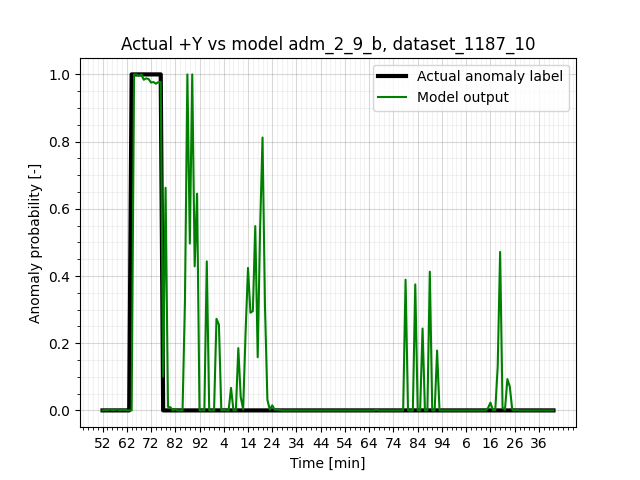 Actual +Y vs model adm_2_9_b, dataset_1187_10
Actual anomaly label
Model output
Anomaly probability [-]
1.0
0.8
0.6
0.4
0.2
0.0
52 62 72 82 92 4 14 24 34 44 54 64 74 84 94 6 16 26 36
Time [min]